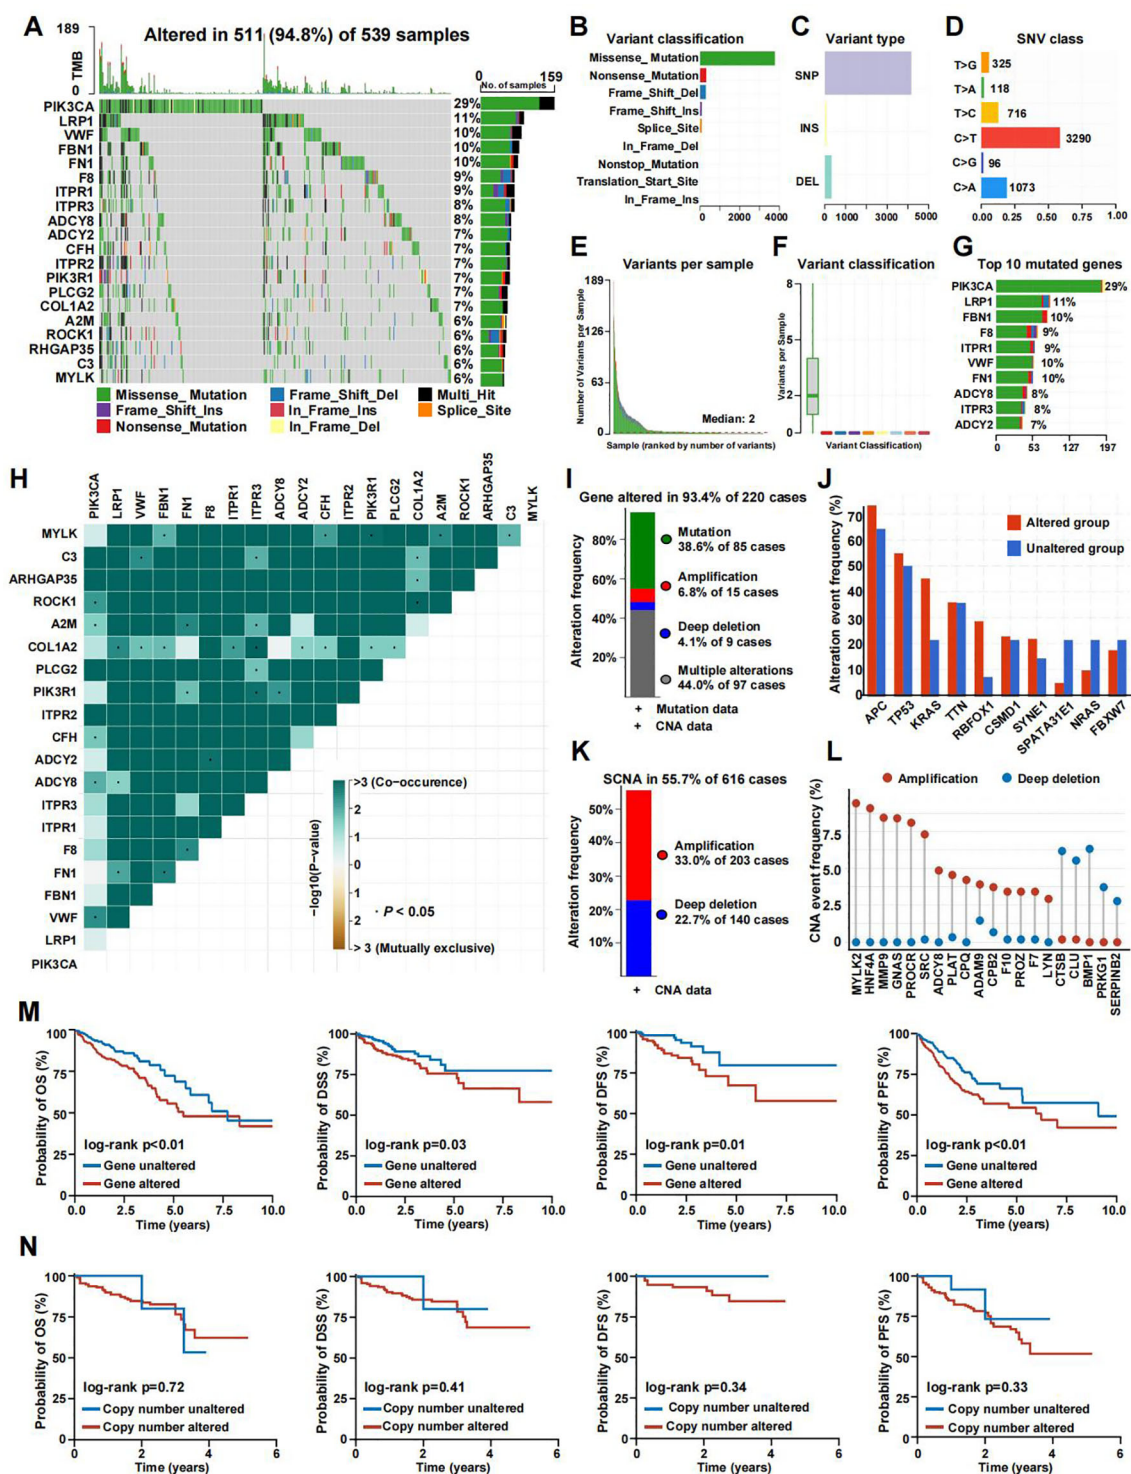 A
Altered in 511 (94.8%) of 539 samples
189
TMB
0
0 159
No. of samples
PIK3CA 29%
LRP1 11%
VWF 10%
FBN1 10%
FN1 10%
F8 9%
ITPR1 9%
ITPR3 8%
ADCY8 8%
ADCY2 7%
CFH 7%
ITPR2 7%
PIK3R1 7%
PLCG2 7%
COL1A2 7%
A2M 6%
ROCK1 6%
RHGAP35 6%
C3 6%
MYLK 6%
Missense_Mutation Frame_Shift_Del Multi_Hit
Frame_Shift_Ins In_Frame_Ins Splice_Site
Nonsense_Mutation In_Frame_Del
B
Variant classification
Missense_ Mutation
Nonsense_Mutation
Frame_Shift_Del
Frame_Shift_Ins
Splice_Site
In_Frame_Del
Nonstop_Mutation
Translation_Start_Site
In_Frame_Ins
0 2000 4000
C
Variant type
SNP
INS
DEL
0 1000 3000 5000
D
SNV class
T>G 325
T>A 118
T>C 716
C>T 3290
C>G 96
C>A 1073
0.00 0.25 0.50 0.75 1.00
E
Variants per sample
Number of Variants per Sample
189
126
63
0
Median: 2
Sample (ranked by number of variants)
F
Variant classification
Variants per Sample
8
5
2
0
Variant Classification)
G
Top 10 mutated genes
PIK3CA 29%
LRP1 11%
FBN1 10%
F8 9%
ITPR1 9%
VWF 10%
FN1 10%
ADCY8 8%
ITPR3 8%
ADCY2 7%
0 53 127 197
H
PIK3CA LRP1 VWF FBN1 FN1 F8 ITPR1 ITPR3 ADCY8 ADCY2 CFH ITPR2 PIK3R1 PLCG2 COL1A2 A2M ROCK1 ARHGAP35 C3 MYLK
MYLK
C3
ARHGAP35
ROCK1
A2M
COL1A2
PLCG2
PIK3R1
ITPR2
CFH
ADCY2
ADCY8
ITPR3
ITPR1
F8
FN1
FBN1
VWF
LRP1
PIK3CA
−log10(P−value)
>3 (Co−occurence)
2
1
0
1
2
> 3 (Mutually exclusive)
· P < 0.05
I
Gene altered in 93.4% of 220 cases
Alteration frequency
80%
60%
40%
20%
Mutation
38.6% of 85 cases
Amplification
6.8% of 15 cases
Deep deletion
4.1% of 9 cases
Multiple alterations
44.0% of 97 cases
+ Mutation data
+ CNA data
J
Alteration event frequency (%)
70
60
50
40
30
20
10
0
Altered group
Unaltered group
APC TP53 KRAS TTN RBFOX1 CSMD1 SYNE1 SPATA31E1 NRAS FBXW7
K
SCNA in 55.7% of 616 cases
Alteration frequency
50%
40%
30%
20%
10%
Amplification
33.0% of 203 cases
Deep deletion
22.7% of 140 cases
+ CNA data
L
Amplification Deep deletion
CNA event frequency (%)
7.5
2.5
0
MYLK2 HNF4A MMP9 GNAS PROCR SRC ADCY8 PLAT CPQ ADAM9 CPB2 F10 PROZ F7 LYN CTSB CLU BMP1 PRKG1 SERPINB2
M
Probability of OS (%)
100
75
50
25
0
log-rank p<0.01
Gene unaltered
Gene altered
0 2.5 5.0 7.5 10.0
Time (years)
Probability of DSS (%)
100
75
50
25
0
log-rank p=0.03
Gene unaltered
Gene altered
0.0 2.5 5.0 7.5 10.0
Time (years)
Probability of DFS (%)
100
75
50
25
0
log-rank p=0.01
Gene unaltered
Gene altered
0.0 2.5 5.0 7.5 10.0
Time (years)
Probability of PFS (%)
100
75
50
25
0
log-rank p<0.01
Gene unaltered
Gene altered
0.0 2.5 5.0 7.5 10.0
Time (years)
N
Probability of OS (%)
100
75
50
25
0
log-rank p=0.72
Copy number unaltered
Copy number altered
0 2 4 6
Time (years)
Probability of DSS (%)
100
75
50
25
0
log-rank p=0.41
Copy number unaltered
Copy number altered
0 2 4 6
Time (years)
Probability of DFS (%)
100
75
50
25
0
log-rank p=0.34
Copy number unaltered
Copy number altered
0 2 4 6
Time (years)
Probability of PFS (%)
100
75
50
25
0
log-rank p=0.33
Copy number unaltered
Copy number altered
0 2 4 6
Time (years)